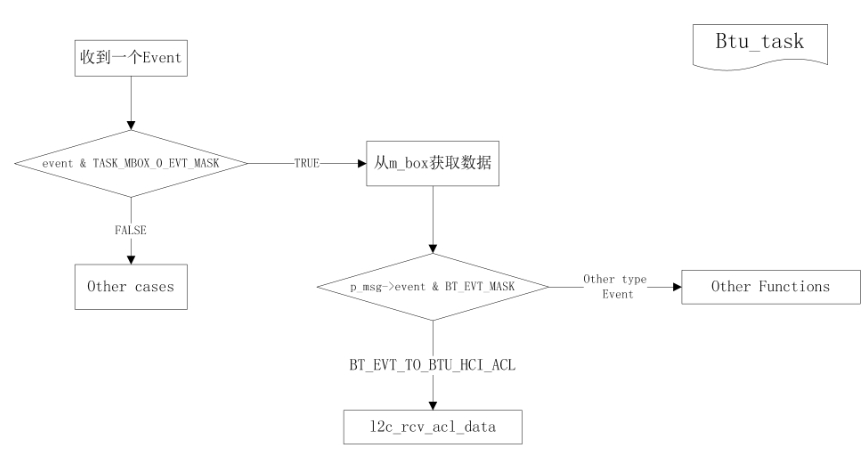 Btu_task
收到一个Event
event & TASK_MBOX_0_EVT_MASK
TRUE
从m_box获取数据
FALSE
Other cases
p_msg->event & BT_EVT_MASK
Other type
Event
Other Functions
BT_EVT_TO_BTU_HCI_ACL
l2c_rcv_acl_data